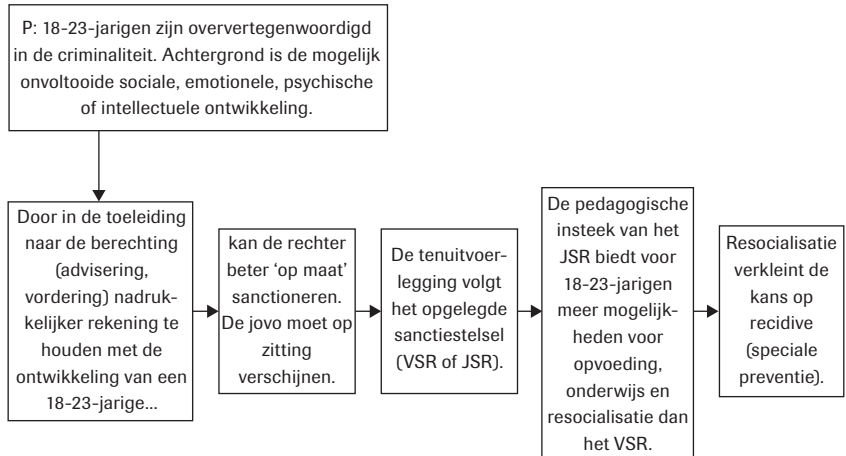 P: 18-23-jarigen zijn oververtegenwoordigd
in de criminaliteit. Achtergrond is de mogelijk
onvoltooide sociale, emotionele, psychische
of intellectuele ontwikkeling.
Door in de toeleiding
naar de berechting
(advisering,
vordering) nadruk-
kelijker rekening te
houden met de
ontwikkeling van een
18-23-jarige...
kan de rechter
beter ‘op maat’
sanctioneren.
De jovo moet op
zitting
verschijnen.
De tenuitvoer-
legging volgt
het opgelegde
sanctiestelsel
(VSR of JSR).
De pedagogische
insteek van het
JSR biedt voor
18-23-jarigen
meer mogelijk-
heden voor
opvoeding,
onderwijs en
resocialisatie dan
het VSR.
Resocialisatie
verkleint de
kans op
recidive
(speciale
preventie).